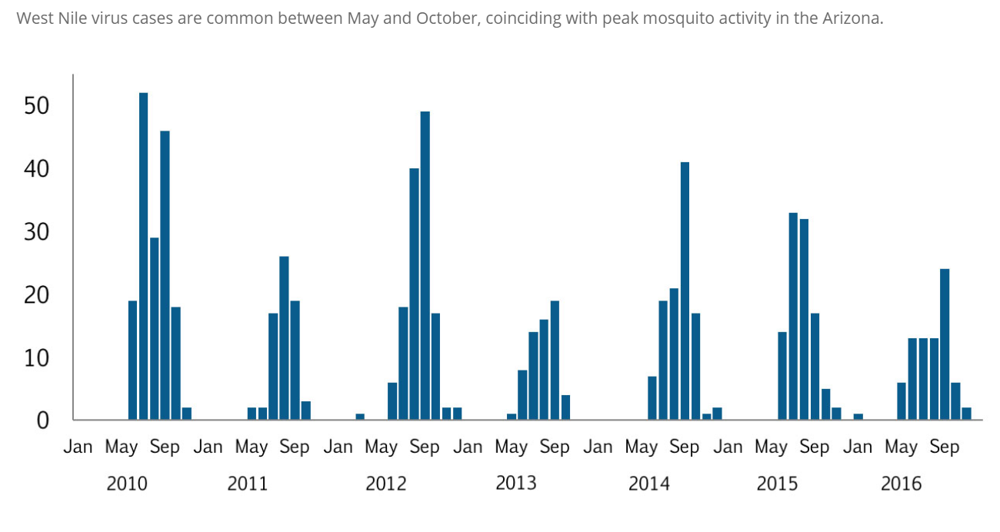 West Nile virus cases are common between May and October, coinciding with peak mosquito activity in the Arizona.
50
40
30
20
10
0
Jan May Sep Jan May Sep Jan May Sep Jan May Sep Jan May Sep Jan May Sep Jan May Sep
2010 2011 2012 2013 2014 2015 2016